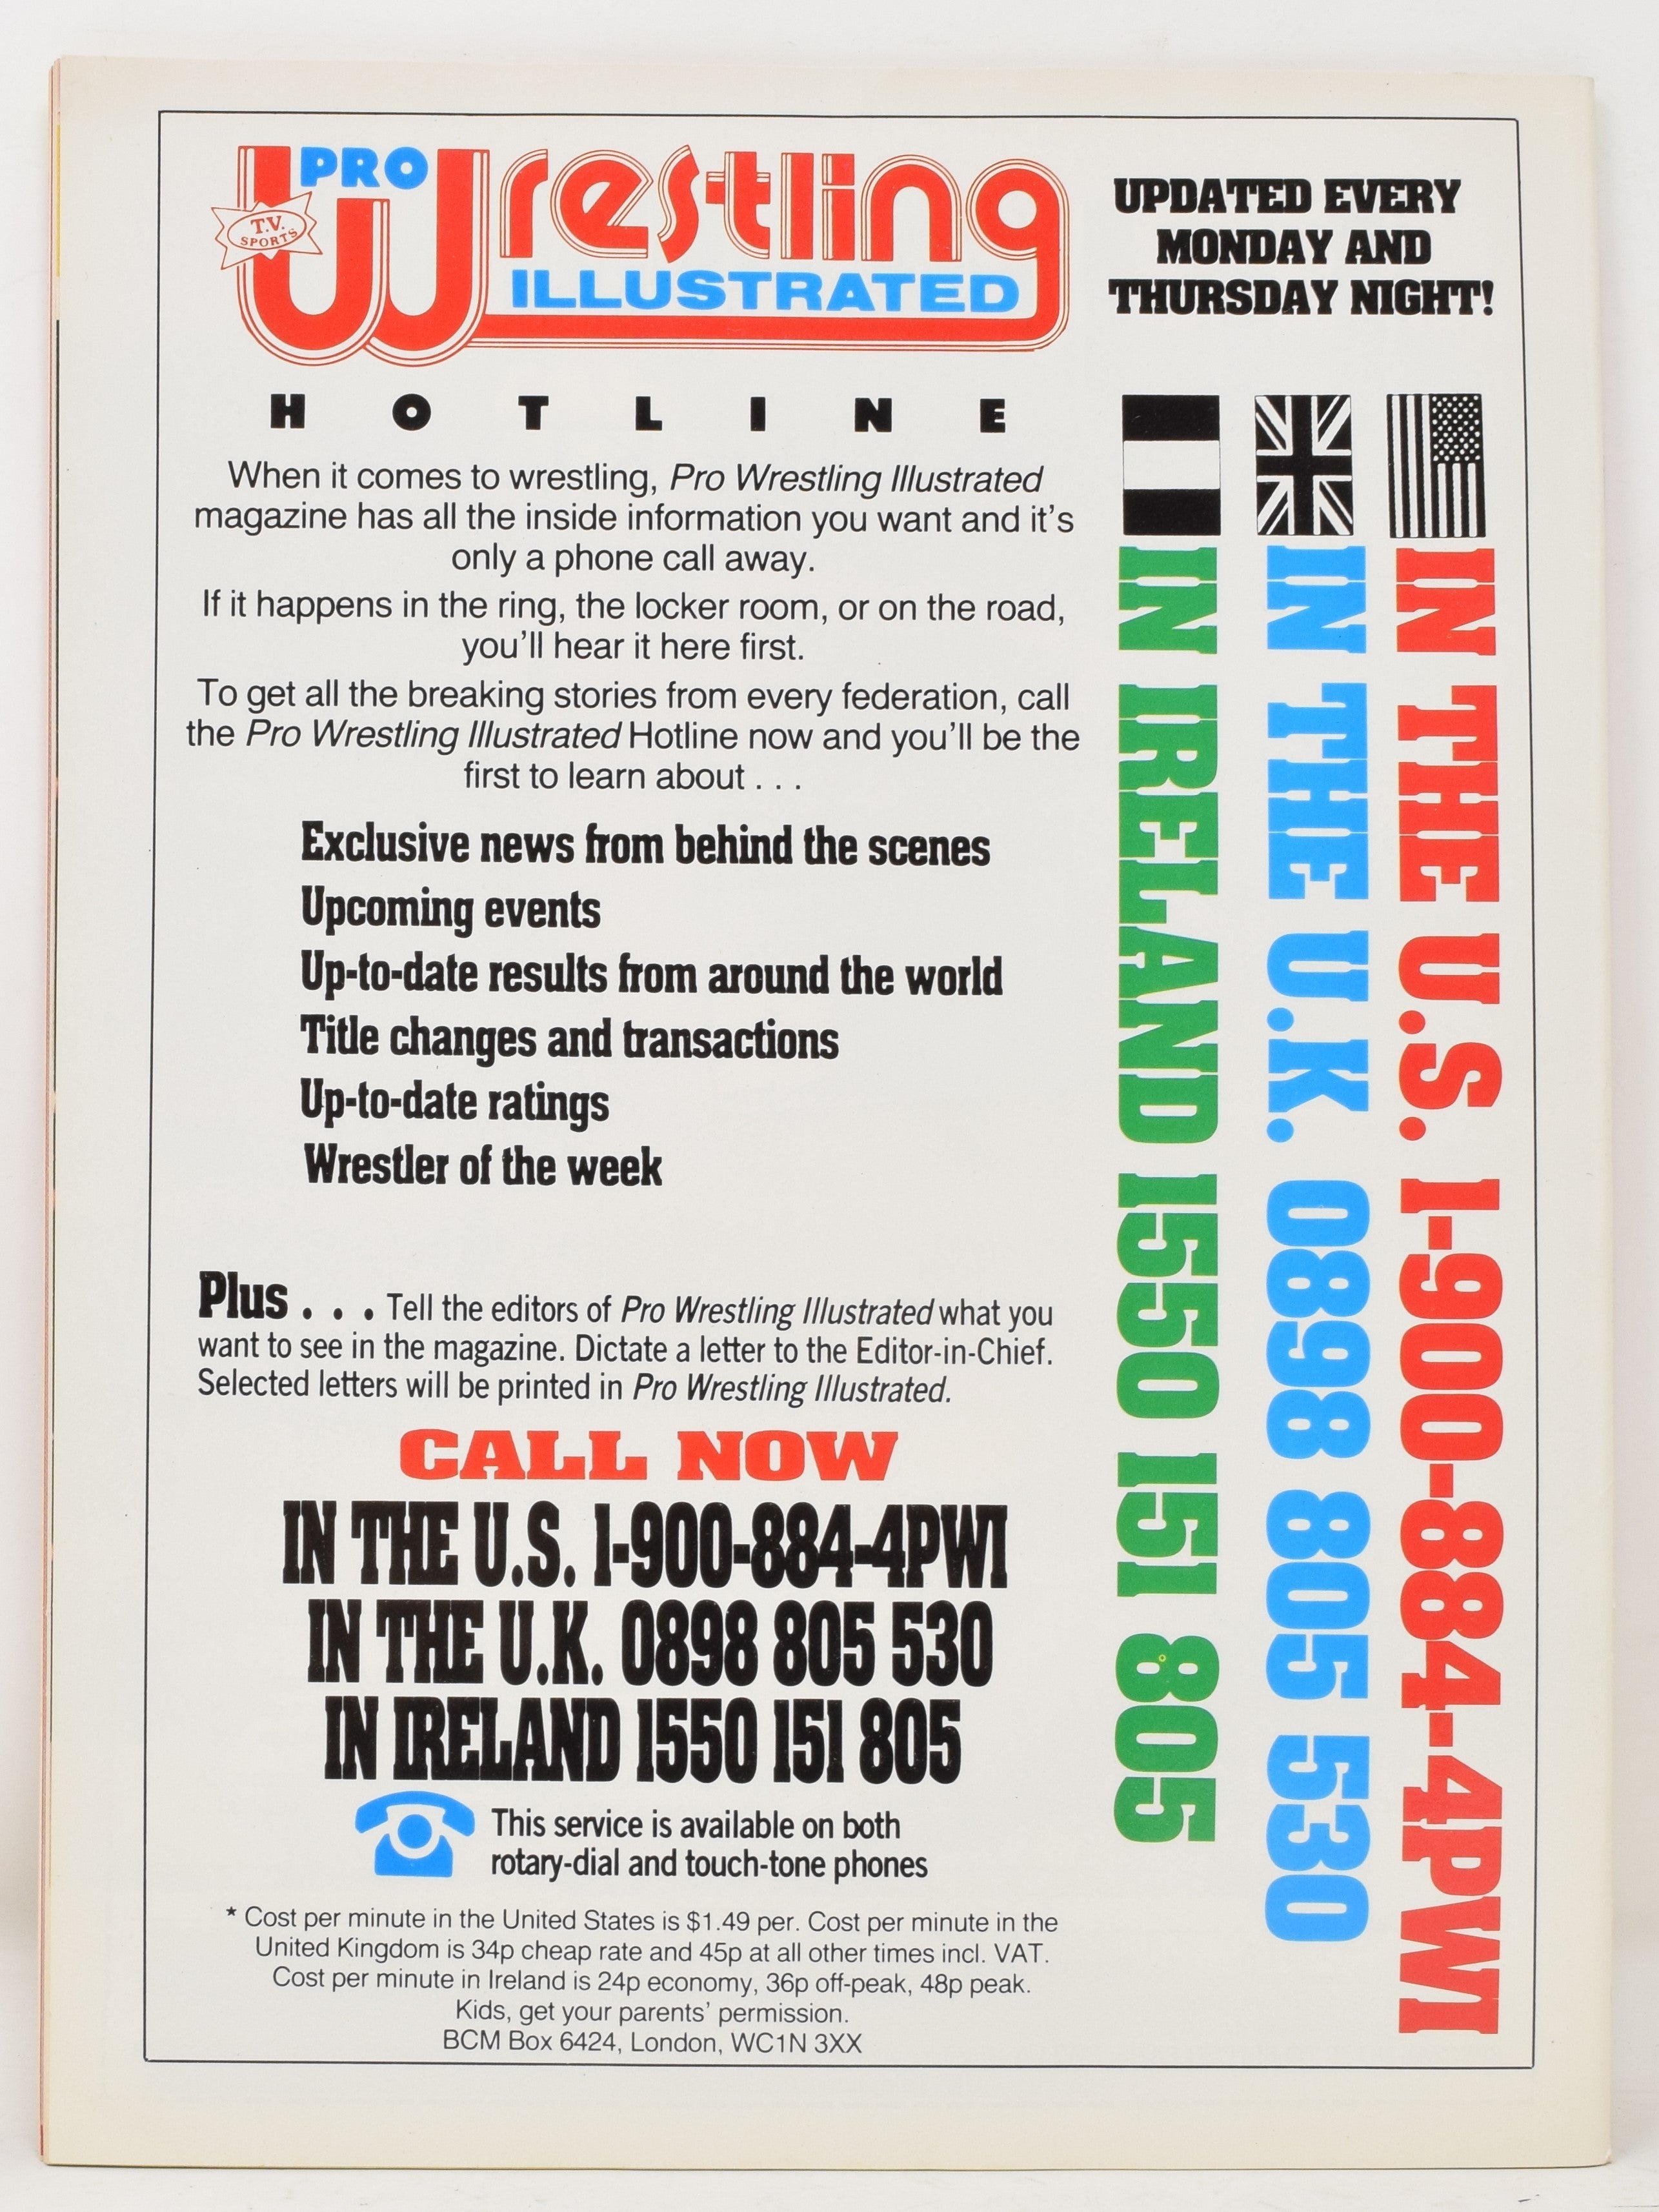 PRO
Wrestling
T.V.
SPORTS
ILLUSTRATED
HOTLINE
When it comes to wrestling, Pro Wrestling Illustrated
magazine has all the inside information you want and it's
only a phone call away.
If it happens in the ring, the locker room, or on the road,
you'll hear it here first.
To get all the breaking stories from every federation, call
the Pro Wrestling Illustrated Hotline now and you'll be the
first to learn about . . .
Exclusive news from behind the scenes
Upcoming events
Up-to-date results from around the world
Title changes and transactions
Up-to-date ratings
Wrestler of the week
Plus . . . Tell the editors of Pro Wrestling Illustrated what you
want to see in the magazine. Dictate a letter to the Editor-in-Chief.
Selected letters will be printed in Pro Wrestling Illustrated.
CALL NOW
IN THE U.S. 1-900-884-4PWI
IN THE U.K. 0898 805 530
IN IRELAND 1550 151 805
This service is available on both
rotary-dial and touch-tone phones
* Cost per minute in the United States is $1.49 per. Cost per minute in the
United Kingdom is 34p cheap rate and 45p at all other times incl. VAT.
Cost per minute in Ireland is 24p economy, 36p off-peak, 48p peak.
Kids, get your parents' permission.
BCM Box 6424, London, WC1N 3XX
UPDATED EVERY
MONDAY AND
THURSDAY NIGHT!
IN THE U.S. 1-900-884-4PWI
IN THE U.K. 0898 805 530
IN IRELAND 1550 151 805